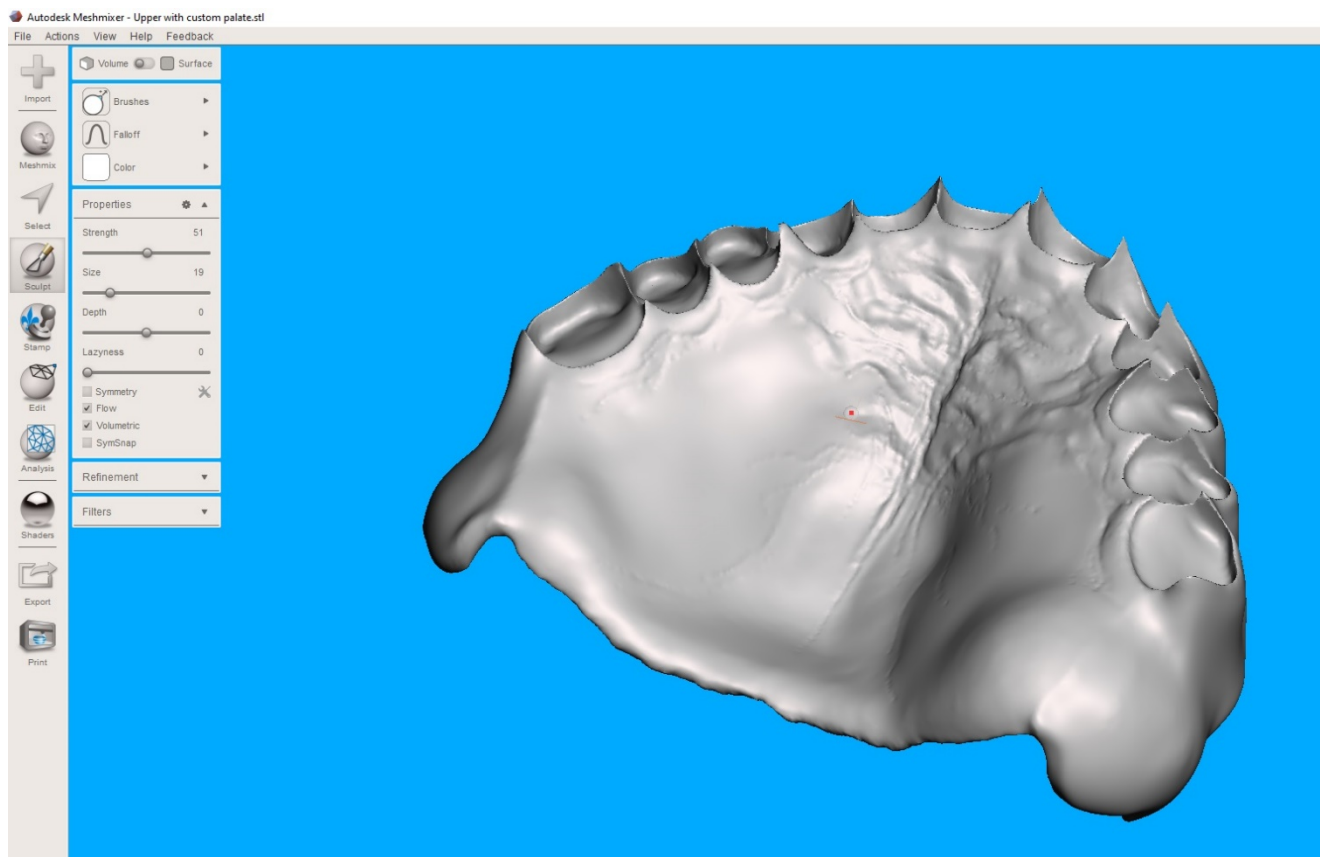 Autodesk Meshmixer - Upper with custom palate.stl
File Actions View Help Feedback
Import
Meshmix
Select
Sculpt
Stamp
Edit
Analysis
Shaders
Export
Print
Volume Surface
Brushes
Falloff
Color
Properties
Strength 51
Size 19
Depth 0
Lazyness 0
Symmetry
Flow
Volumetric
SymSnap
Refinement
Filters